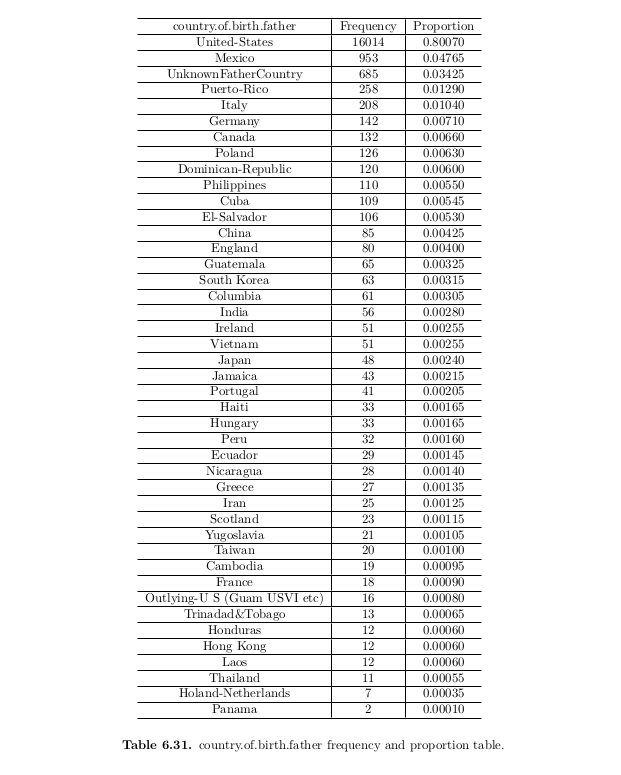 country.of.birth.father Frequency Proportion
United-States 16014 0.80070
Mexico 953 0.04765
UnknownFatherCountry 685 0.03425
Puerto-Rico 258 0.01290
Italy 208 0.01040
Germany 142 0.00710
Canada 132 0.00660
Poland 126 0.00630
Dominican-Republic 120 0.00600
Philippines 110 0.00550
Cuba 109 0.00545
El-Salvador 106 0.00530
China 85 0.00425
England 80 0.00400
Guatemala 65 0.00325
South Korea 63 0.00315
Columbia 61 0.00305
India 56 0.00280
Ireland 51 0.00255
Vietnam 51 0.00255
Japan 48 0.00240
Jamaica 43 0.00215
Portugal 41 0.00205
Haiti 33 0.00165
Hungary 33 0.00165
Peru 32 0.00160
Ecuador 29 0.00145
Nicaragua 28 0.00140
Greece 27 0.00135
Iran 25 0.00125
Scotland 23 0.00115
Yugoslavia 21 0.00105
Taiwan 20 0.00100
Cambodia 19 0.00095
France 18 0.00090
Outlying-U S (Guam USVI etc) 16 0.00080
Trinadad&Tobago 13 0.00065
Honduras 12 0.00060
Hong Kong 12 0.00060
Laos 12 0.00060
Thailand 11 0.00055
Holand-Netherlands 7 0.00035
Panama 2 0.00010
Table 6.31. country.of.birth.father frequency and proportion table.